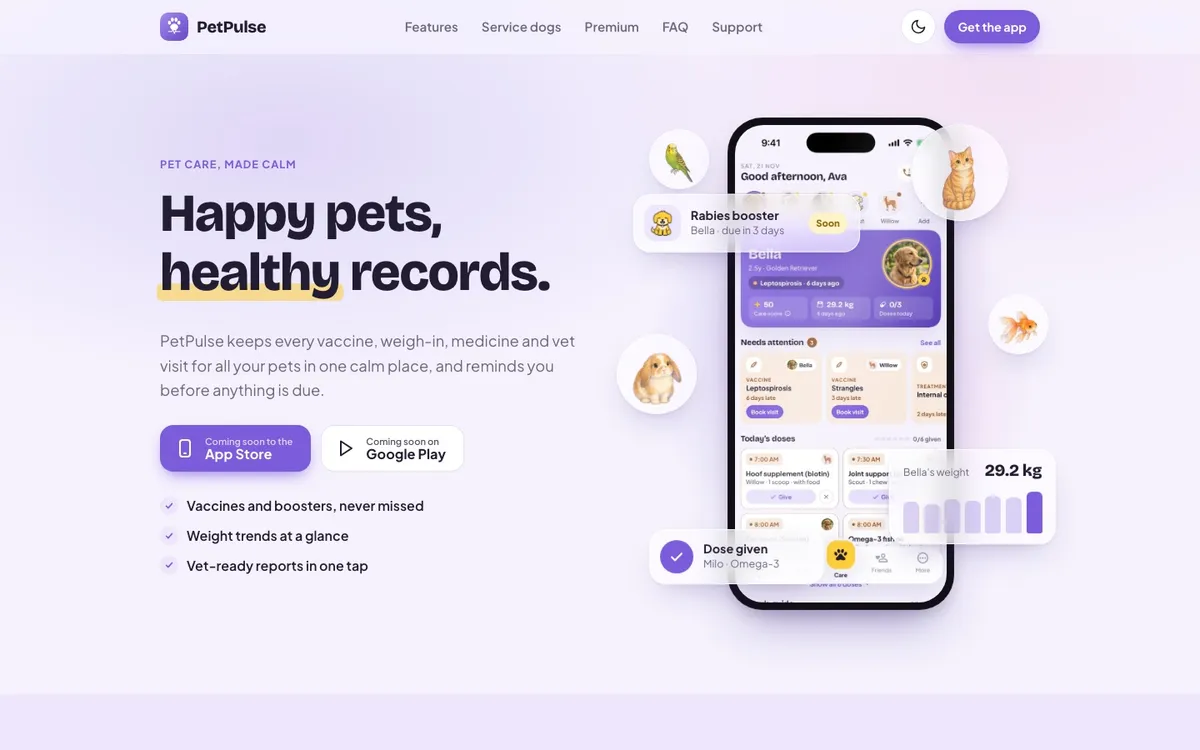 PetPulse
Features
Service dogs
Premium
FAQ
Support
Get the app
PET CARE, MADE CALM
Happy pets,
healthy records.
PetPulse keeps every vaccine, weigh-in, medicine and vet
visit for all your pets in one calm place, and reminds you
before anything is due.
Coming soon to the
App Store
Coming soon on
Google Play
Vaccines and boosters, never missed
Weight trends at a glance
Vet-ready reports in one tap
9:41
SAT, 21 NOV
Good afternoon, Ava
Willow
Add
Rabies booster
Bella · due in 3 days
Soon
Bella
2.5y · Golden Retriever
Leptospirosis · 6 days ago
50
Care score
29.2 kg
4 days ago
0/3
Doses today
Needs attention 3
See all
Bella
VACCINE
Leptospirosis
6 days late
Book visit
Willow
VACCINE
Strangles
3 days late
Book visit
TREATMEN
Internal
2 days late
Today's doses
0/6 given
7:00 AM
Hoof supplement (biotin)
Willow · 1 scoop · with food
Give
7:30 AM
Joint suppor
Scout · 1 chew
8:00 AM
8:00 AM
Omega-3 fish
Bella's weight
29.2 kg
Dose given
Milo · Omega-3
Care
Friends
More